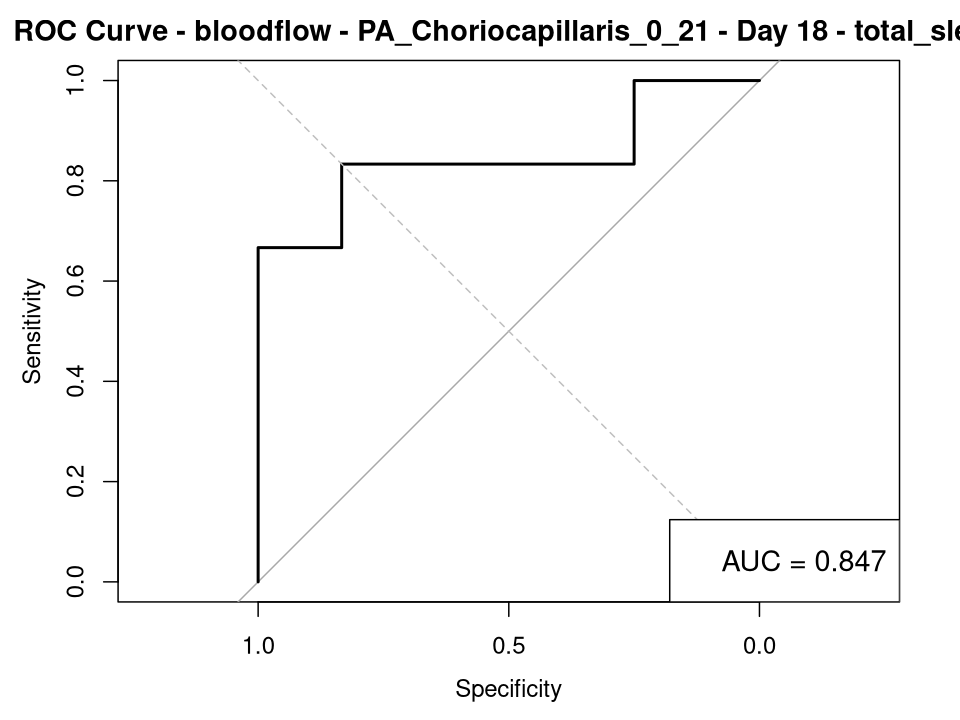 ROC Curve - bloodflow - PA_Choriocapillaris_0_21 - Day 18 - total_sle
1.0
0.8
0.6
0.4
0.2
0.0
Sensitivity
AUC = 0.847
1.0 0.5 0.0
Specificity